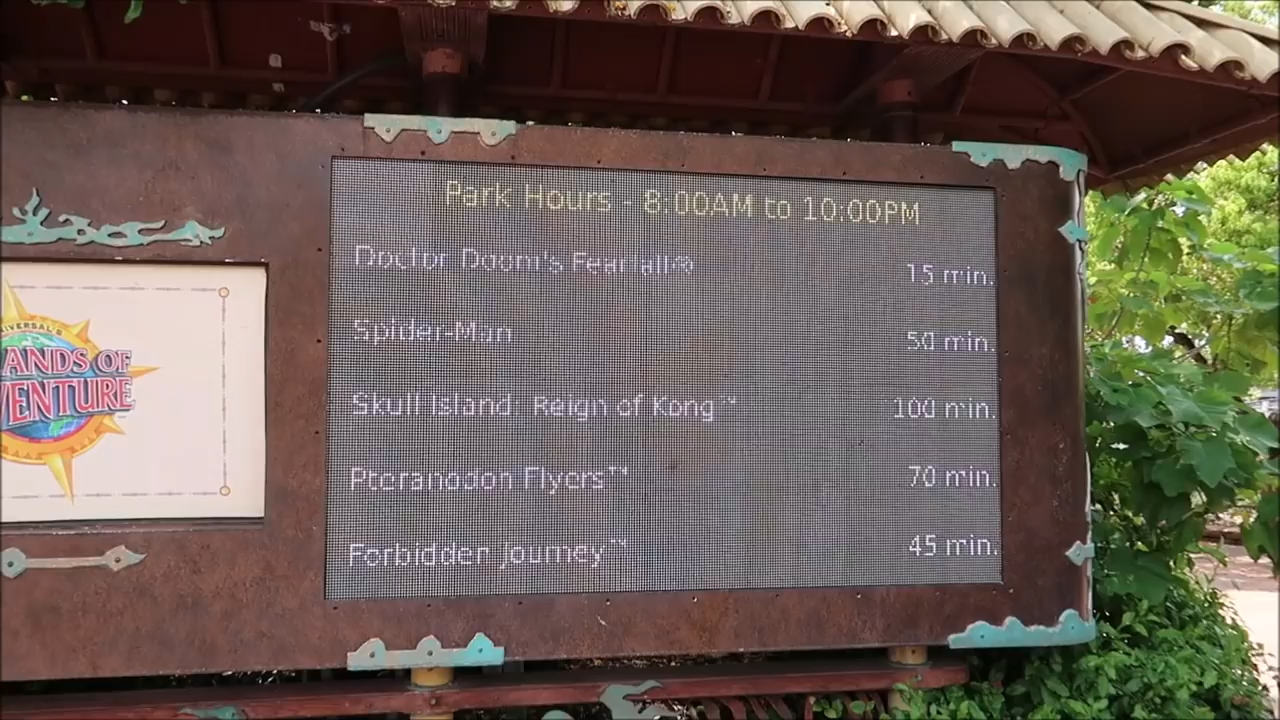 UNIVERSAL'S
ANDS OF
VENTURE
Park Hours - 8:00AM to 10:00PM
Doctor Doom's Fearfall®
15 min.
Spider-Man
50 min.
Skull Island: Reign of Kong™
100 min.
Pteranodon Flyers™
70 min.
Forbidden Journey™
45 min.